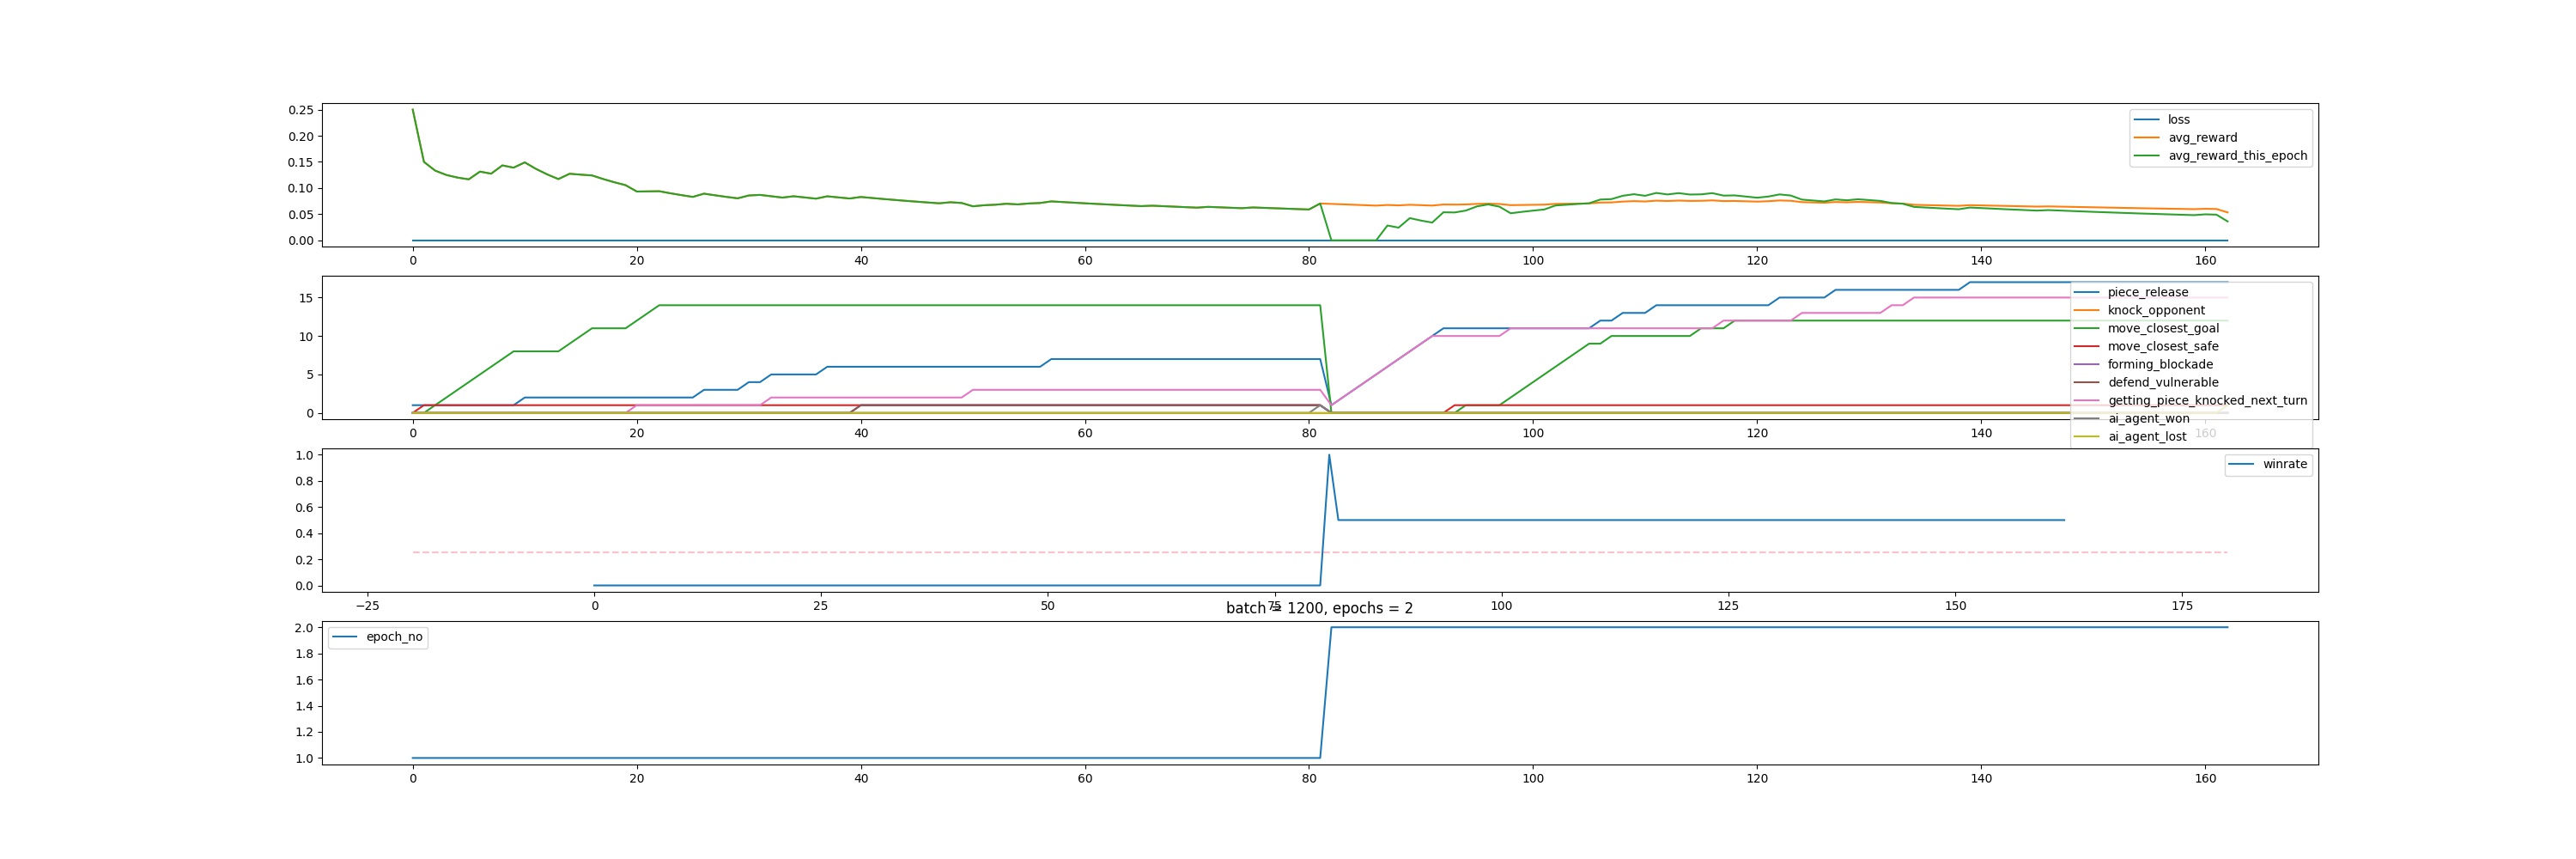 0.25
0.20
0.15
0.10
0.05
0.00
loss
avg_reward
avg_reward_this_epoch
0 20 40 60 80 100 120 140 160
15
10
5
0
piece_release
knock_opponent
move_closest_goal
move_closest_safe
forming_blockade
defend_vulnerable
getting_piece_knocked_next_turn
ai_agent_won
ai_agent_lost
0 20 40 60 80 100 120 140 160
1.0
0.8
0.6
0.4
0.2
0.0
winrate
−25 0 25 50 75 100 125 150 175
batch = 1200, epochs = 2
2.0
1.8
1.6
1.4
1.2
1.0
epoch_no
0 20 40 60 80 100 120 140 160